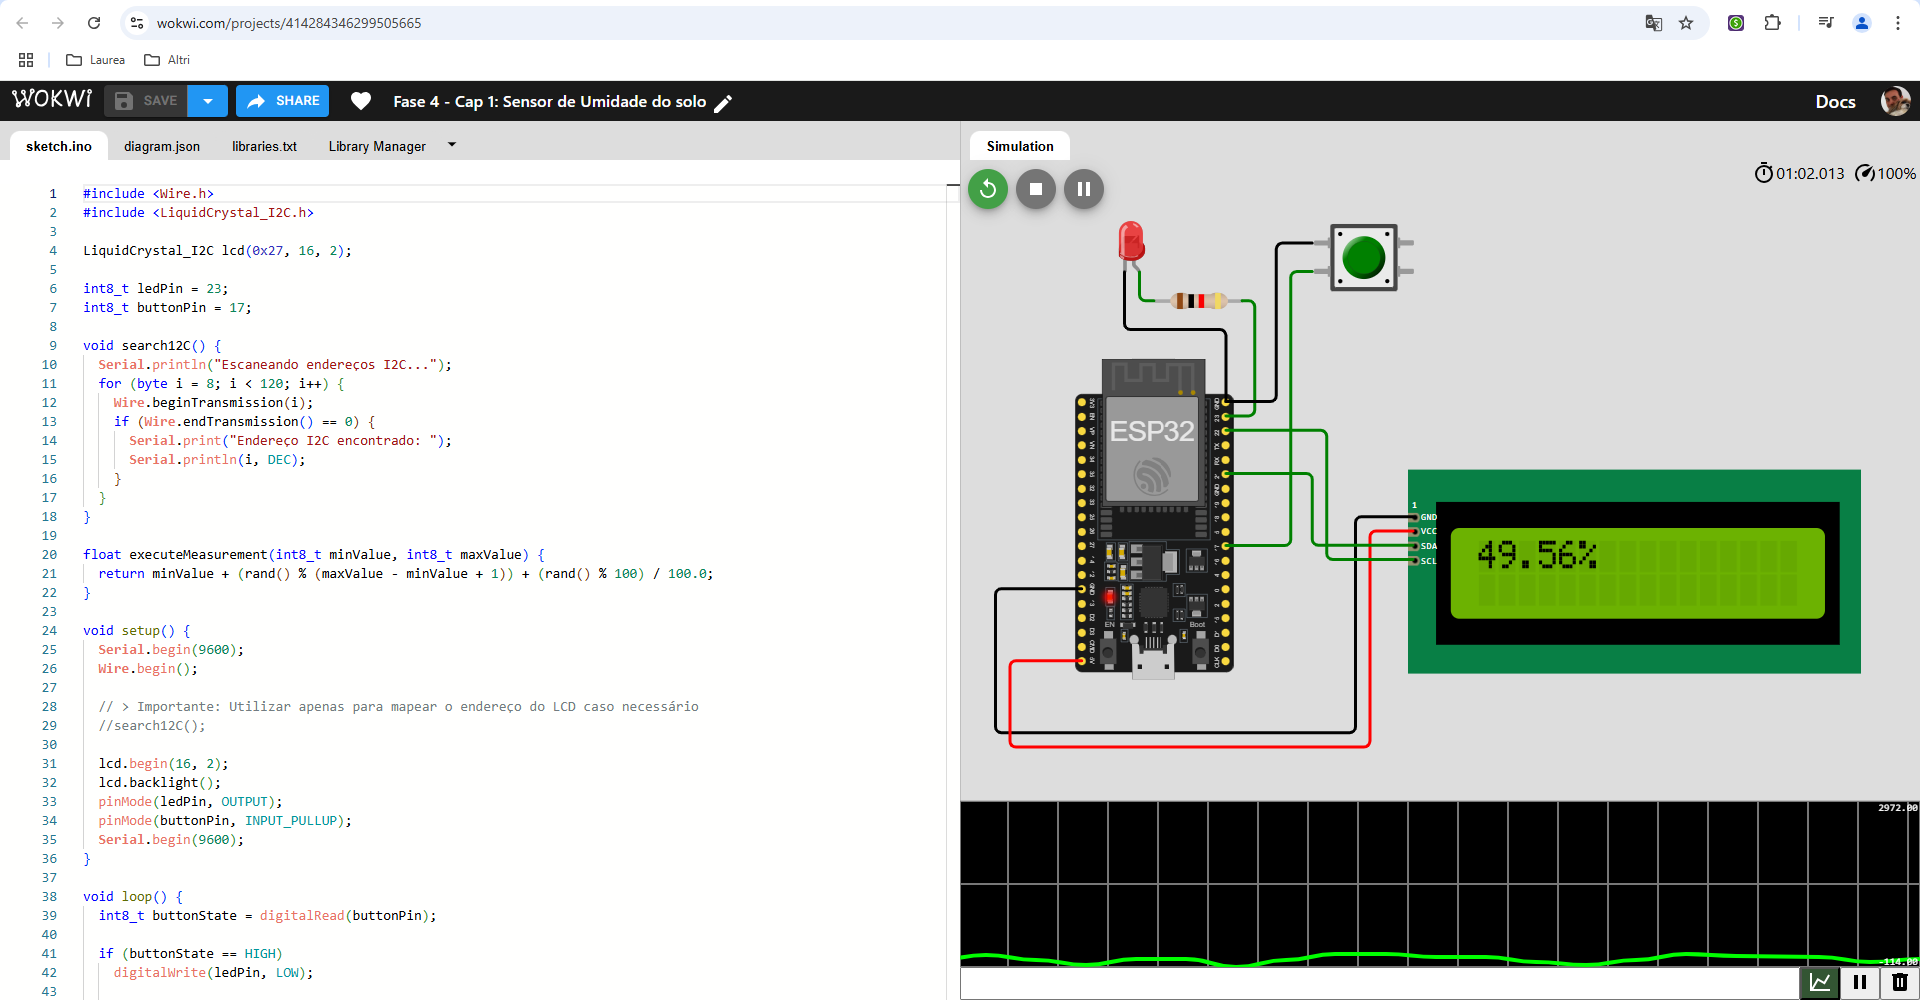 wokwi.com/projects/414284346299505665
Laurea
Altri
WOKWi
SAVE
SHARE
Fase 4 - Cap 1: Sensor de Umidade do solo
Docs
sketch.ino
diagram.json
libraries.txt
Library Manager
1 #include <Wire.h>
2 #include <LiquidCrystal_I2C.h>
3
4 LiquidCrystal_I2C lcd(0x27, 16, 2);
5
6 int8_t ledPin = 23;
7 int8_t buttonPin = 17;
8
9 void search12C() {
10 Serial.println("Escaneando endereços I2C...");
11 for (byte i = 8; i < 120; i++) {
12 Wire.beginTransmission(i);
13 if (Wire.endTransmission() == 0) {
14 Serial.print("Endereço I2C encontrado: ");
15 Serial.println(i, DEC);
16 }
17 }
18 }
19
20 float executeMeasurement(int8_t minValue, int8_t maxValue) {
21 return minValue + (rand() % (maxValue - minValue + 1)) + (rand() % 100) / 100.0;
22 }
23
24 void setup() {
25 Serial.begin(9600);
26 Wire.begin();
27
28 // > Importante: Utilizar apenas para mapear o endereço do LCD caso necessário
29 //search12C();
30
31 lcd.begin(16, 2);
32 lcd.backlight();
33 pinMode(ledPin, OUTPUT);
34 pinMode(buttonPin, INPUT_PULLUP);
35 Serial.begin(9600);
36 }
37
38 void loop() {
39 int8_t buttonState = digitalRead(buttonPin);
40
41 if (buttonState == HIGH)
42 digitalWrite(ledPin, LOW);
43
Simulation
01:02.013
100%
ESP32
EN
Boot
1
GND
VCC
SDA
SCL
49.56%
2972.00
-114.00